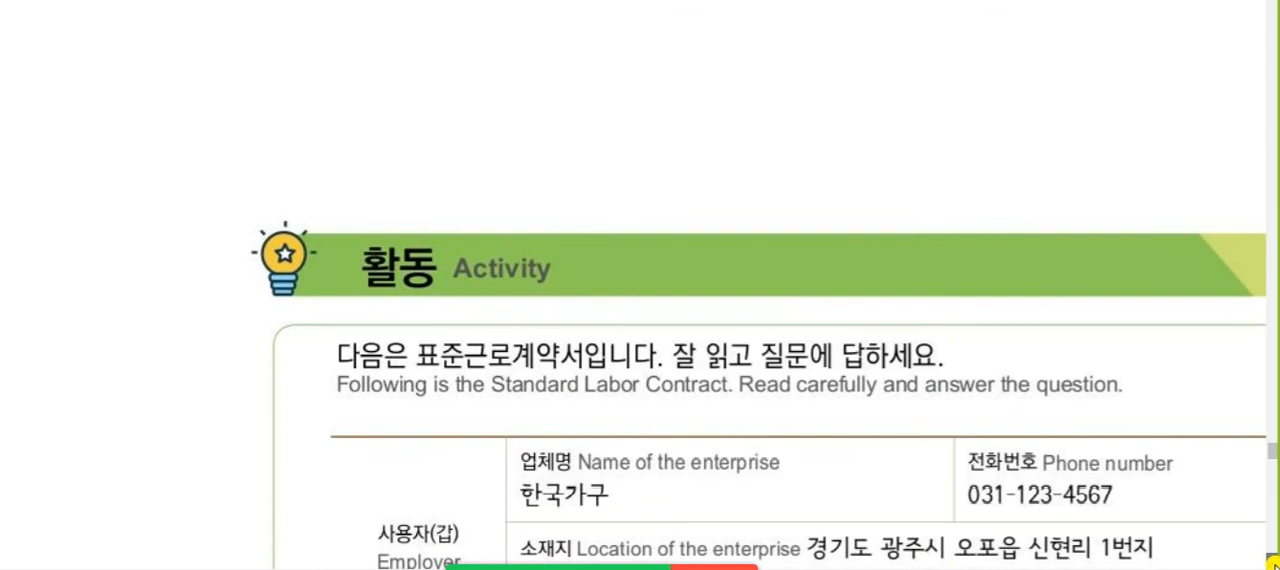 활동 Activity
다음은 표준근로계약서입니다. 잘 읽고 질문에 답하세요.
Following is the Standard Labor Contract. Read carefully and answer the question.
업체명 Name of the enterprise
전화번호 Phone number
한국가구
031-123-4567
사용자(갑)
Employer
소재지 Location of the enterprise 경기도 광주시 오포읍 신현리 1번지